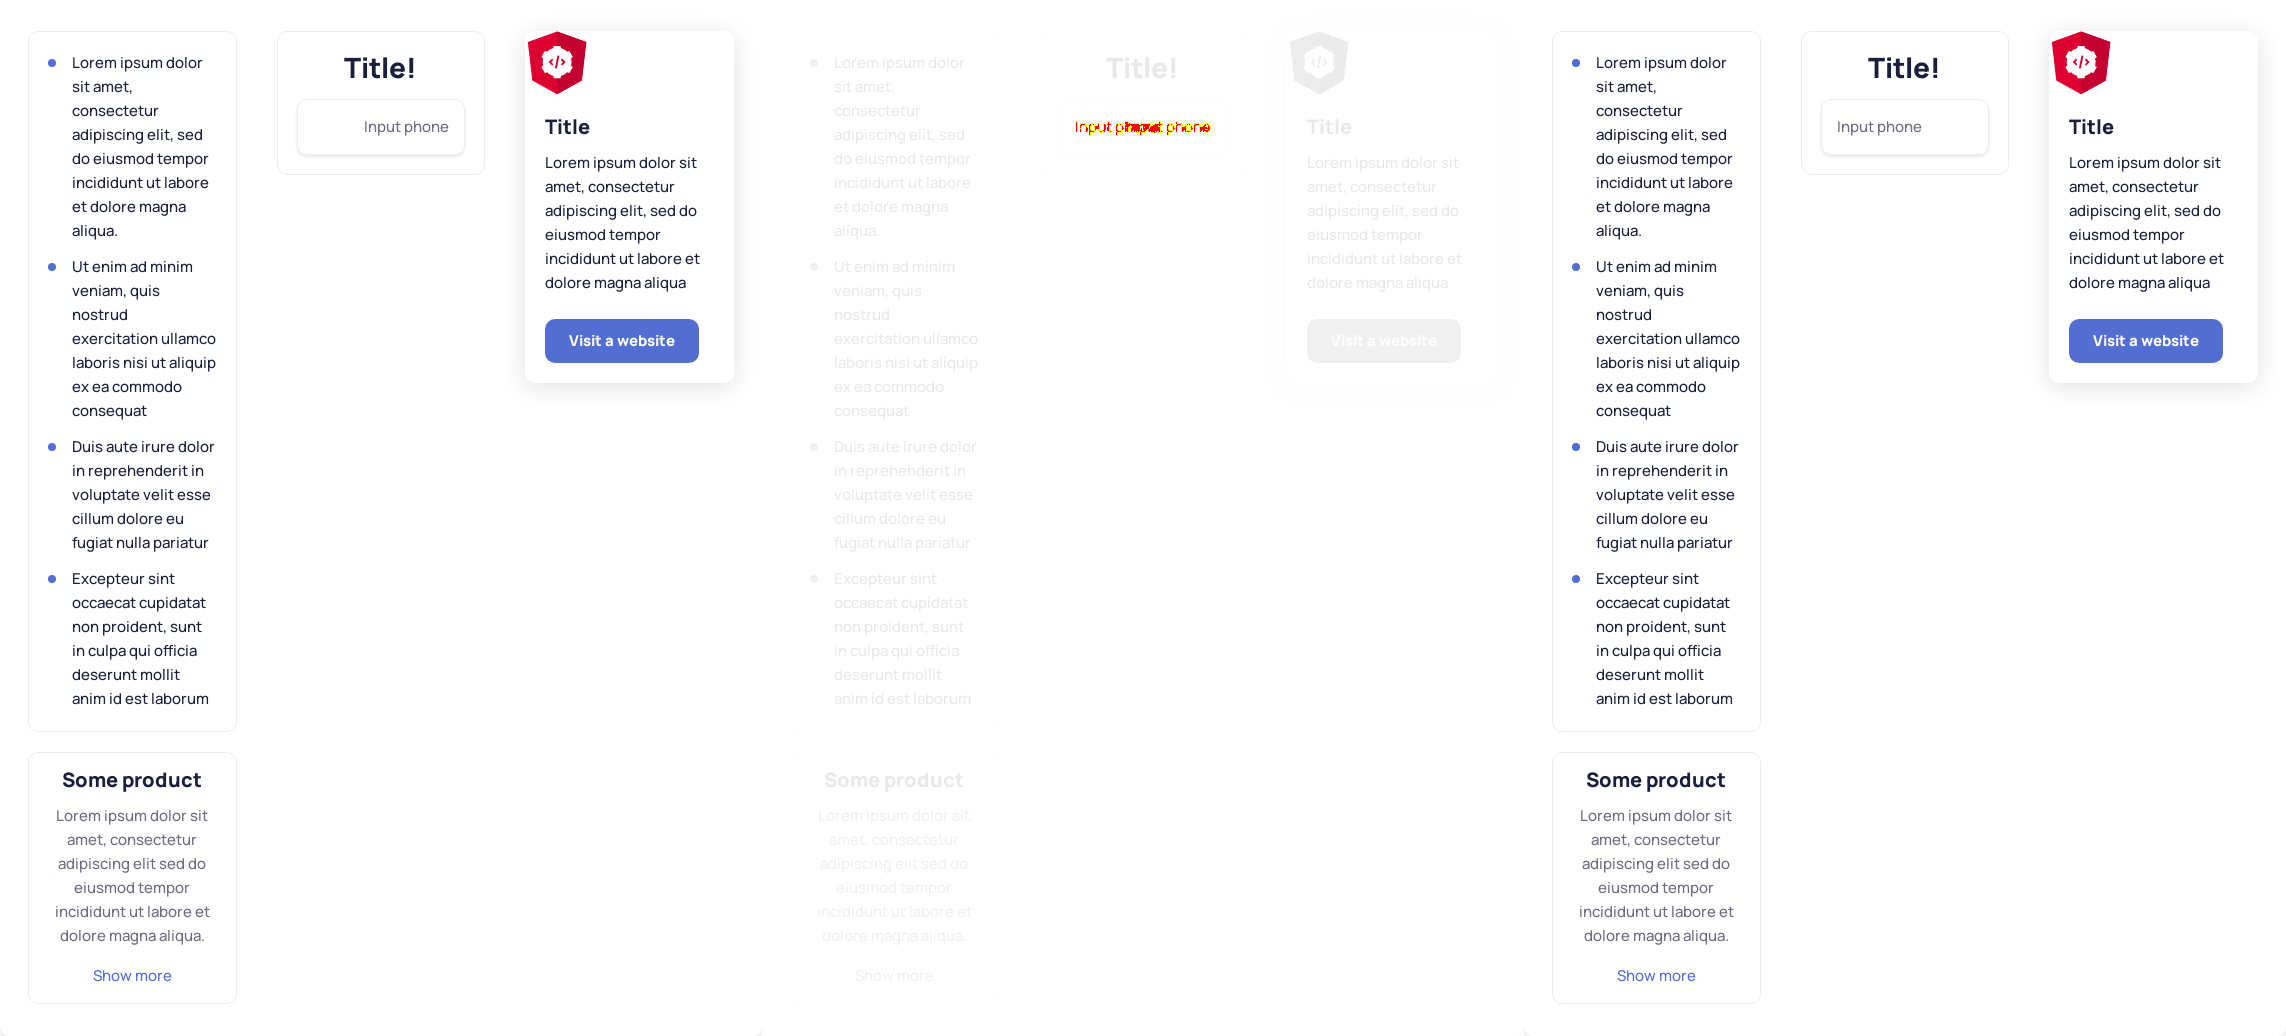 Lorem ipsum dolor
sit amet,
consectetur
adipiscing elit, sed
do eiusmod tempor
incididunt ut labore
et dolore magna
aliqua.
Ut enim ad minim
veniam, quis
nostrud
exercitation ullamco
laboris nisi ut aliquip
ex ea commodo
consequat
Duis aute irure dolor
in reprehenderit in
voluptate velit esse
cillum dolore eu
fugiat nulla pariatur
Excepteur sint
occaecat cupidatat
non proident, sunt
in culpa qui officia
deserunt mollit
anim id est laborum
Some product
Lorem ipsum dolor sit
amet, consectetur
adipiscing elit sed do
eiusmod tempor
incididunt ut labore et
dolore magna aliqua.
Show more
Title!
Input phone
Title
Lorem ipsum dolor sit
amet, consectetur
adipiscing elit, sed do
eiusmod tempor
incididunt ut labore et
dolore magna aliqua
Visit a website
Lorem ipsum dolor
sit amet,
consectetur
adipiscing elit, sed
do eiusmod tempor
incididunt ut labore
et dolore magna
aliqua.
Ut enim ad minim
veniam, quis
nostrud
exercitation ullamco
laboris nisi ut aliquip
ex ea commodo
consequat
Duis aute irure dolor
in reprehenderit in
voluptate velit esse
cillum dolore eu
fugiat nulla pariatur
Excepteur sint
occaecat cupidatat
non proident, sunt
in culpa qui officia
deserunt mollit
anim id est laborum
Some product
Lorem ipsum dolor sit
amet, consectetur
adipiscing elit sed do
eiusmod tempor
incididunt ut labore et
dolore magna aliqua.
Show more
Title!
Input phone
Title
Lorem ipsum dolor sit
amet, consectetur
adipiscing elit, sed do
eiusmod tempor
incididunt ut labore et
dolore magna aliqua
Visit a website
Lorem ipsum dolor
sit amet,
consectetur
adipiscing elit, sed
do eiusmod tempor
incididunt ut labore
et dolore magna
aliqua.
Ut enim ad minim
veniam, quis
nostrud
exercitation ullamco
laboris nisi ut aliquip
ex ea commodo
consequat
Duis aute irure dolor
in reprehenderit in
voluptate velit esse
cillum dolore eu
fugiat nulla pariatur
Excepteur sint
occaecat cupidatat
non proident, sunt
in culpa qui officia
deserunt mollit
anim id est laborum
Some product
Lorem ipsum dolor sit
amet, consectetur
adipiscing elit sed do
eiusmod tempor
incididunt ut labore et
dolore magna aliqua.
Show more
Title!
Input phone
Title
Lorem ipsum dolor sit
amet, consectetur
adipiscing elit, sed do
eiusmod tempor
incididunt ut labore et
dolore magna aliqua
Visit a website